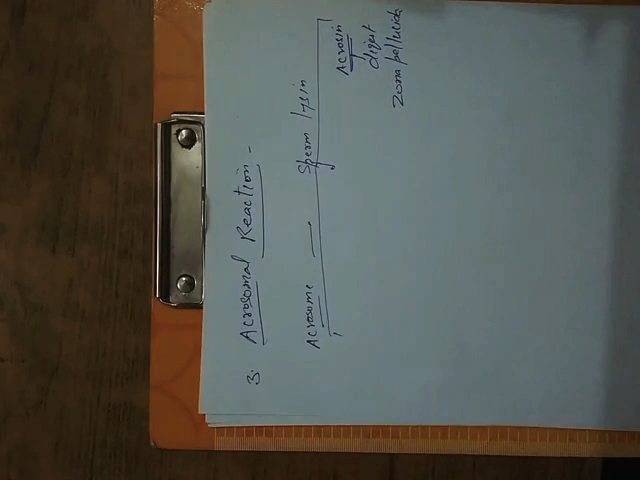 3. Acrosomal Reaction -
Acrosome → Sperm lysin
Acrosin
digest
Zona pellucida